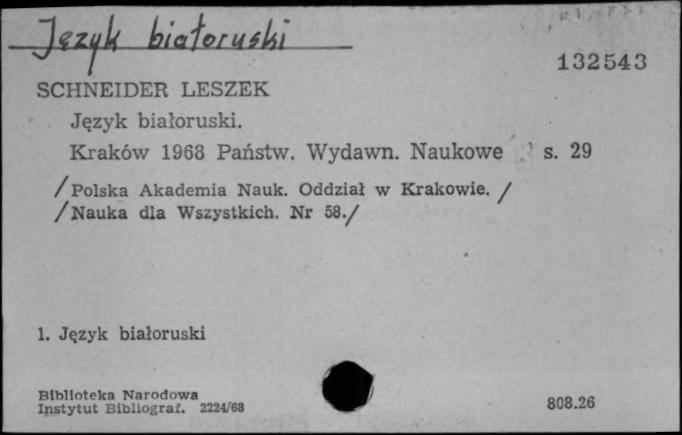 Język białoruski
132543
SCHNEIDER LESZEK
Język białoruski.
Kraków 1968 Państw. Wydawn. Naukowe s. 29
/Polska Akademia Nauk. Oddział w Krakowie. /
/Nauka dla Wszystkich. Nr 58./
1. Język białoruski
Biblioteka Narodowa
Instytut Bibliograf. 2224/68
808.26